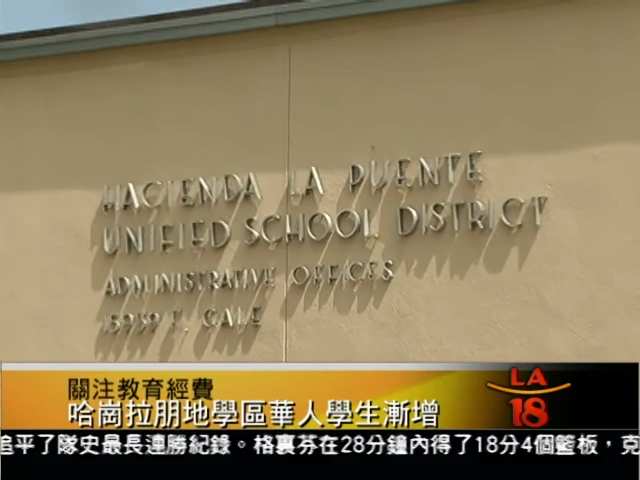 HACIENDA LA PUENTE
UNIFIED SCHOOL DISTRICT
ADMINISTRATIVE OFFICES
15959 E. GALE
關注教育經費
哈崗拉朋地學區華人學生漸增
LA
18
追平了隊史最長連勝紀錄。格裏芬在28分鐘內得了18分4個籃板，克